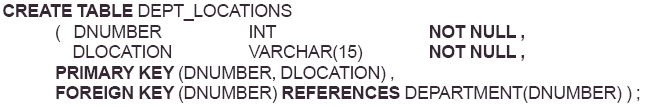 CREATE TABLE DEPT_LOCATIONS
( DNUMBER INT NOT NULL ,
DLOCATION VARCHAR(15) NOT NULL ,
PRIMARY KEY (DNUMBER, DLOCATION) ,
FOREIGN KEY (DNUMBER) REFERENCES DEPARTMENT(DNUMBER) ) ;